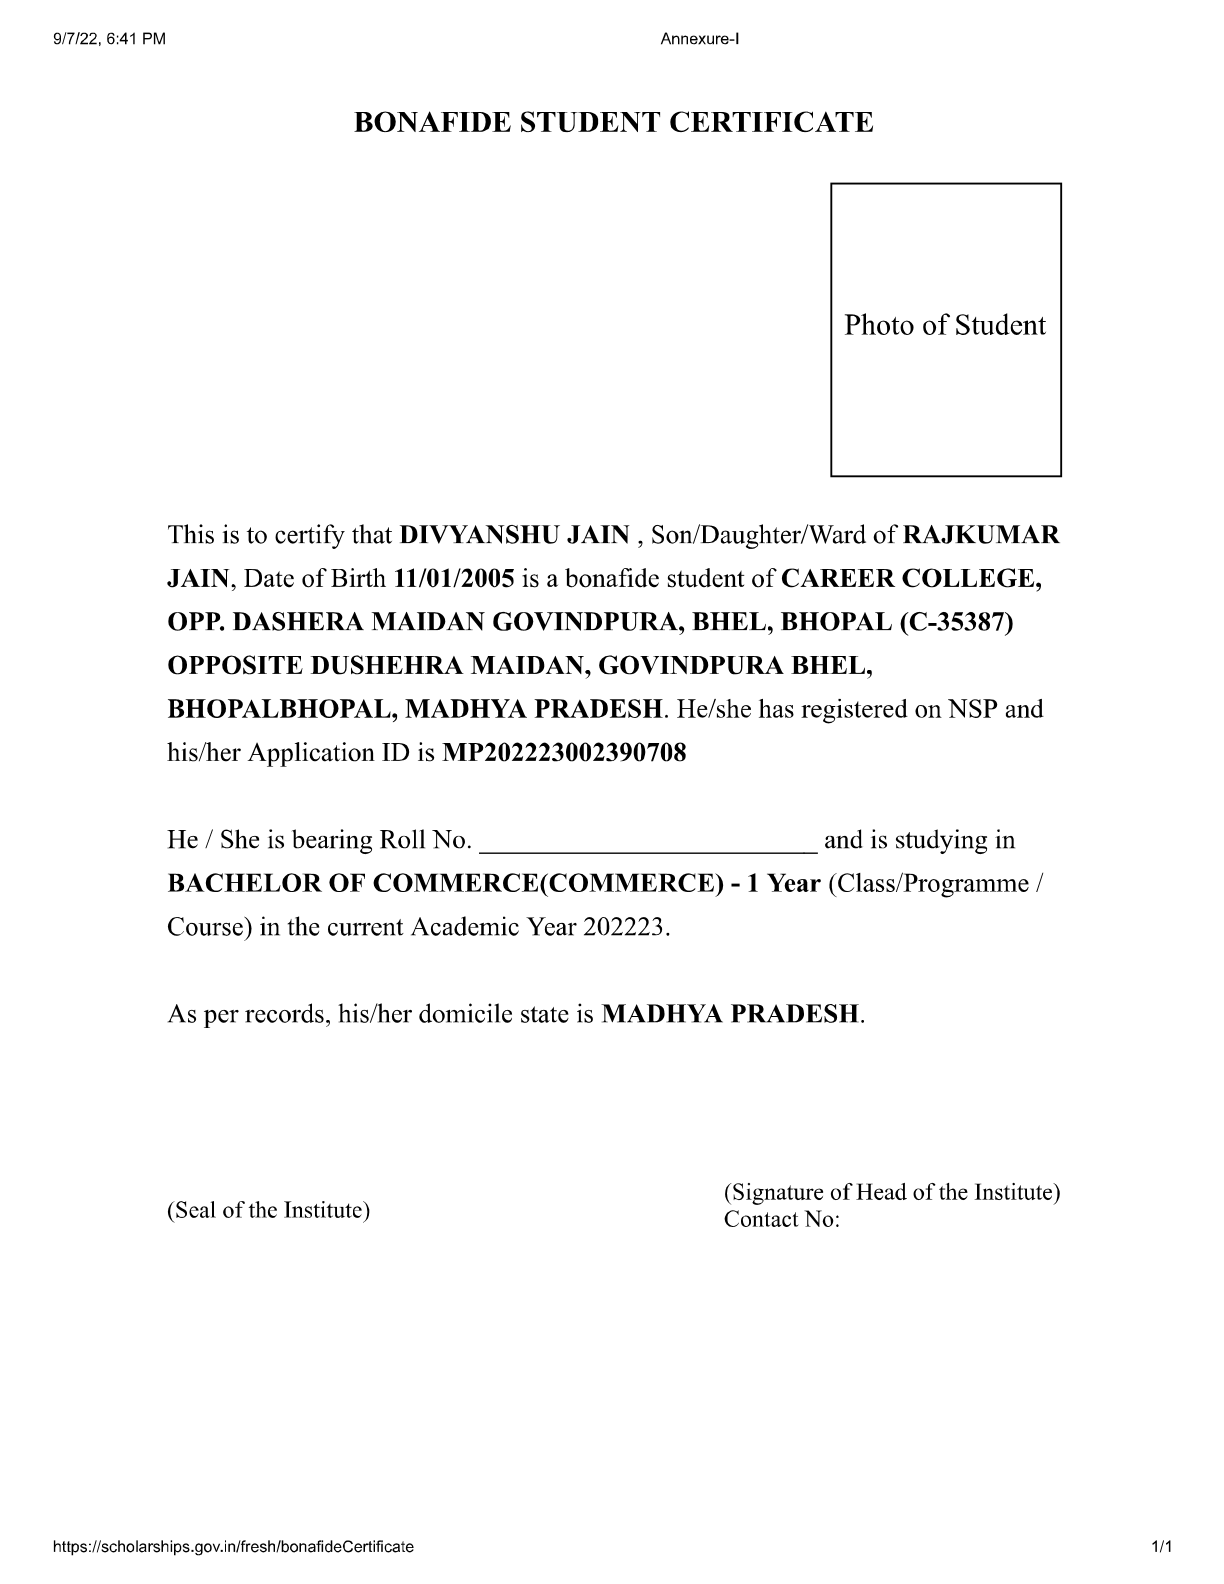 9/7/22, 6:41 PM Annexure-I
BONAFIDE STUDENT CERTIFICATE
Photo of Student
This is to certify that DIVYANSHU JAIN , Son/Daughter/Ward of RAJKUMAR
JAIN, Date of Birth 11/01/2005 is a bonafide student of CAREER COLLEGE,
OPP. DASHERA MAIDAN GOVINDPURA, BHEL, BHOPAL (C-35387)
OPPOSITE DUSHEHRA MAIDAN, GOVINDPURA BHEL,
BHOPALBHOPAL, MADHYA PRADESH. He/she has registered on NSP and
his/her Application ID is MP202223002390708
He / She is bearing Roll No. _________________________ and is studying in
BACHELOR OF COMMERCE(COMMERCE) - 1 Year (Class/Programme /
Course) in the current Academic Year 202223.
As per records, his/her domicile state is MADHYA PRADESH.
(Seal of the Institute)
(Signature of Head of the Institute)
Contact No:
https://scholarships.gov.in/fresh/bonafideCertificate 1/1